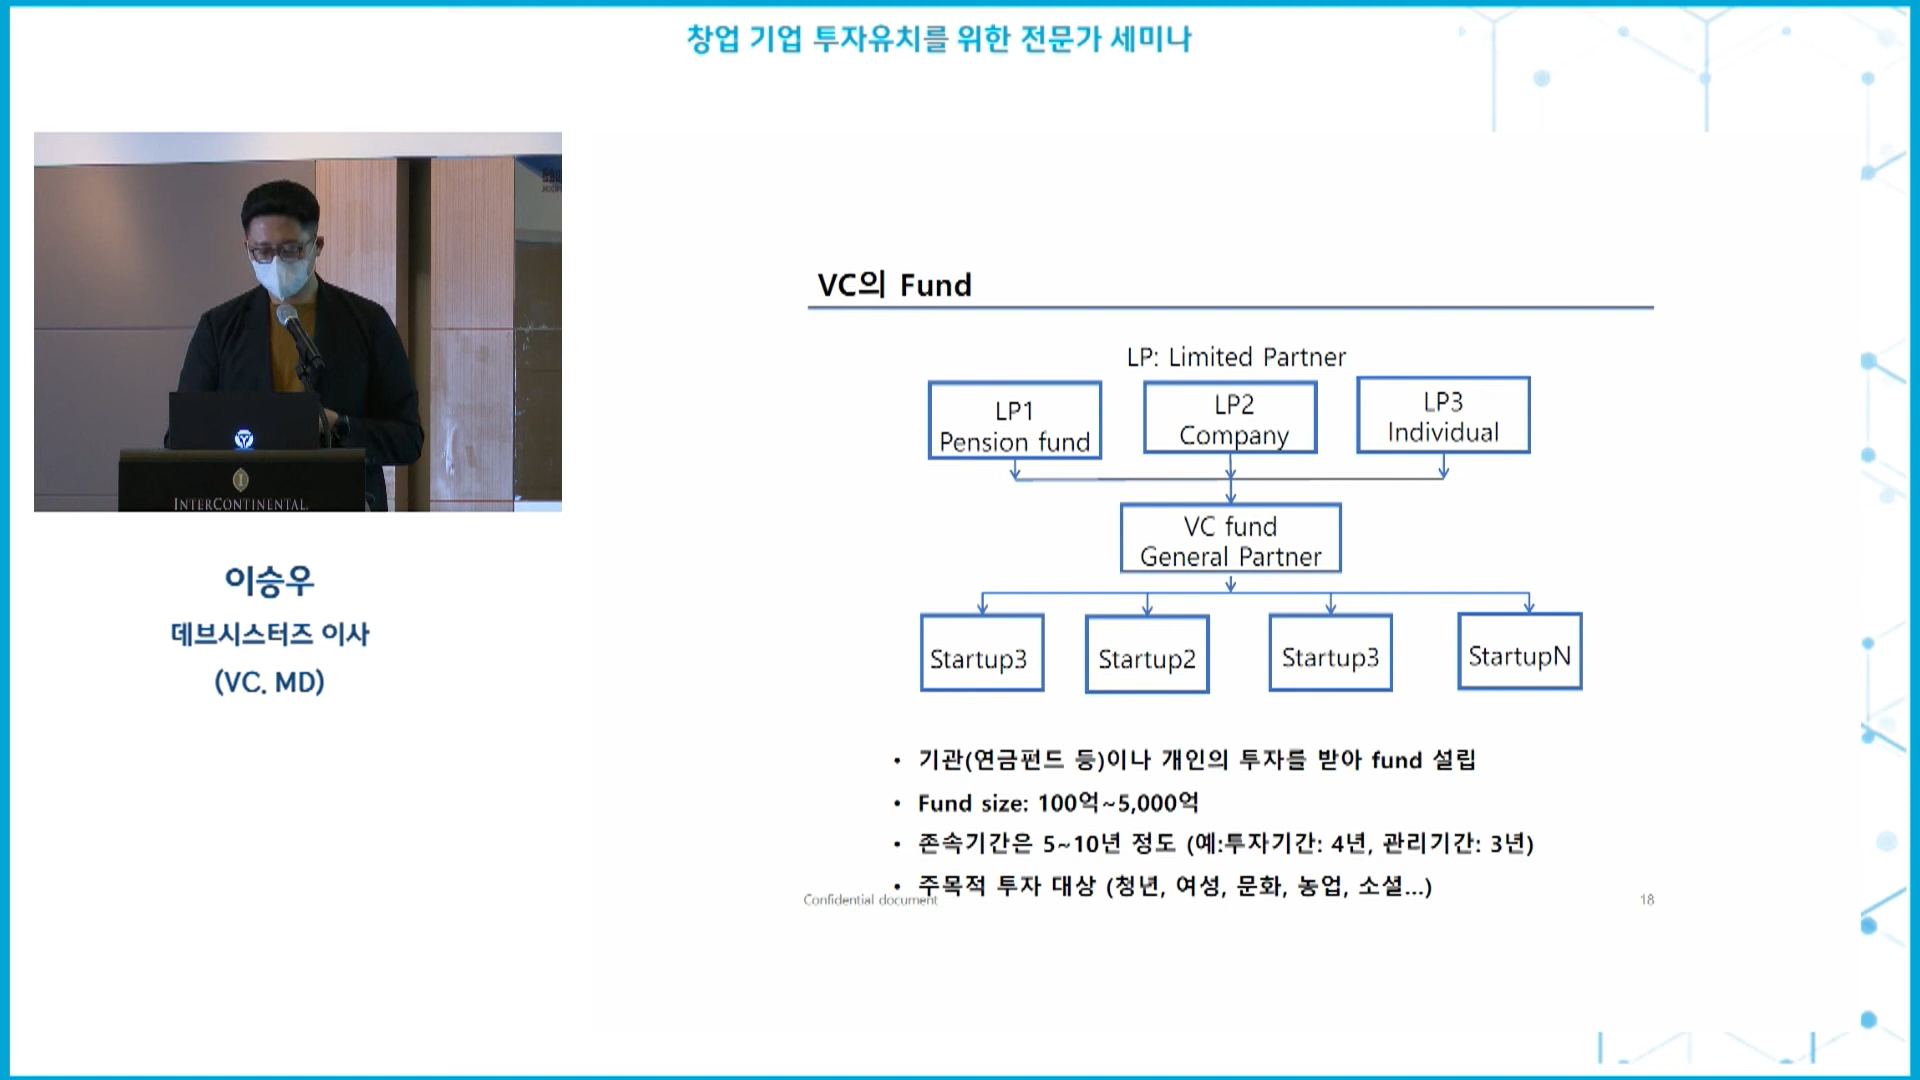 창업 기업 투자유치를 위한 전문가 세미나
INTERCONTINENTAL.
이승우
데브시스터즈 이사
(VC, MD)
VC의 Fund
LP: Limited Partner
LP1
Pension fund
LP2
Company
LP3
Individual
VC fund
General Partner
Startup3
Startup2
Startup3
StartupN
• 기관(연금펀드 등)이나 개인의 투자를 받아 fund 설립
• Fund size: 100억~5,000억
• 존속기간은 5~10년 정도 (예:투자기간: 4년, 관리기간: 3년)
• 주목적 투자 대상 (청년, 여성, 문화, 농업, 소셜...)
Confidential document
18